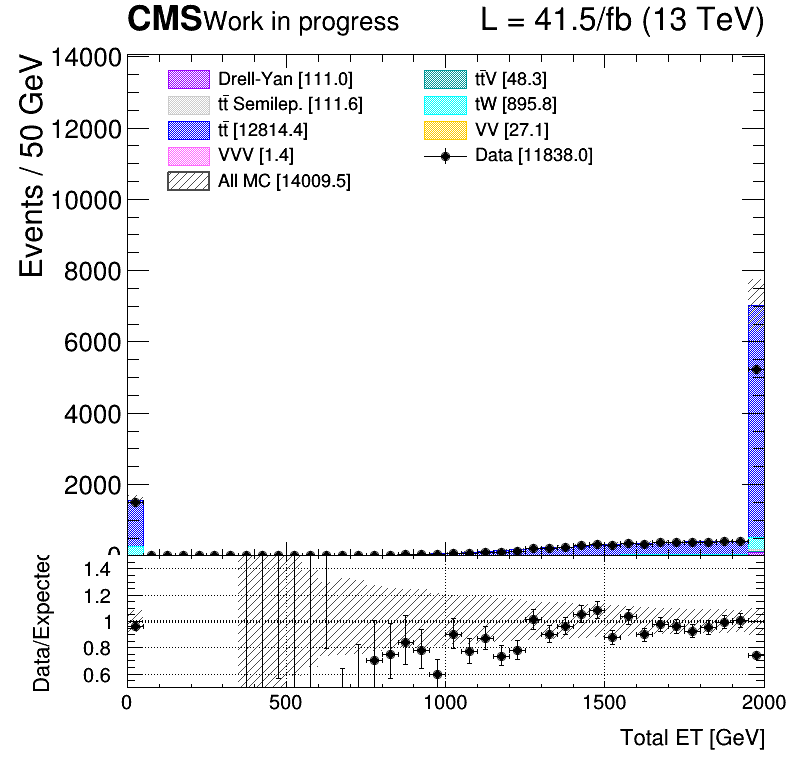 CMS Work in progress L = 41.5/fb (13 TeV)
Events / 50 GeV
14000
12000
10000
8000
6000
4000
2000
0
Drell-Yan [111.0]
tt̄ Semilep. [111.6]
tt̄ [12814.4]
VVV [1.4]
All MC [14009.5]
tt̄V [48.3]
tW [895.8]
VV [27.1]
Data [11838.0]
Data/Expected
1.4
1.2
1
0.8
0.6
0 500 1000 1500 2000
Total ET [GeV]